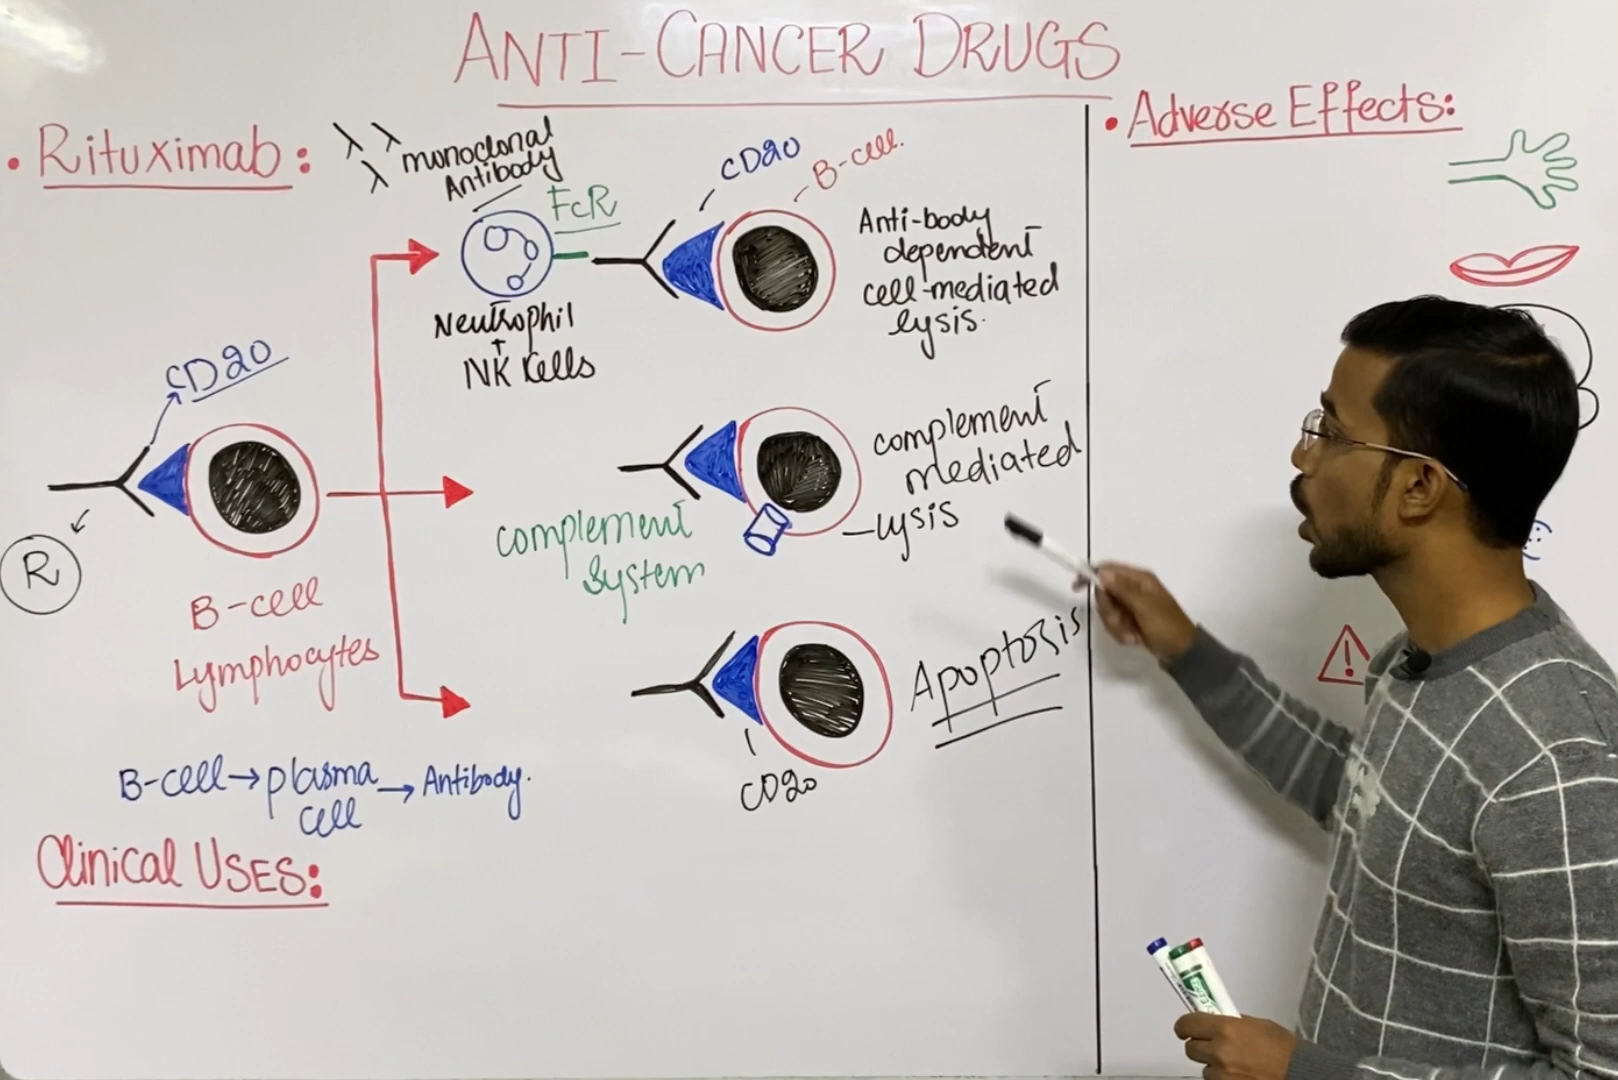 ANTI-CANCER DRUGS
• Rituximab:
monoclonal
Antibody
FcR
CD20
B-cell.
Neutrophil
+
NK Cells
Anti-body
dependent
cell-mediated
lysis.
CD20
R
B-cell
Lymphocytes
complement
system
complement
mediated
-lysis
CD20
Apoptosis
B-cell → plasma cell → Antibody.
Clinical USES:
• Adverse Effects:
!